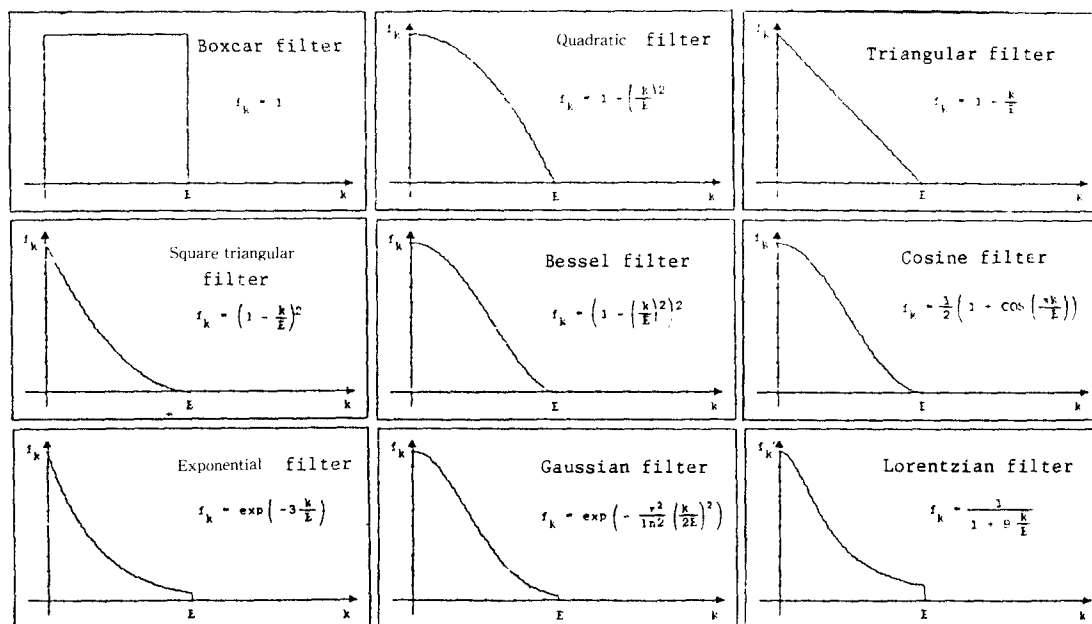 f_k
Boxcar filter
f_k = 1
E
k
f_k
Quadratic filter
f_k = 1 - (k/E)^2
E
k
f_k
Triangular filter
f_k = 1 - k/E
E
k
f_k
Square triangular
filter
f_k = (1 - k/E)^2
E
k
f_k
Bessel filter
f_k = (1 - (k/E)^2)^2
E
k
f_k
Cosine filter
f_k = 1/2 (1 + cos (πk/E))
E
k
f_k
Exponential filter
f_k = exp (-3 k/E)
E
k
f_k
Gaussian filter
f_k = exp (- π^2/ln2 (k/2E)^2)
E
k
f_k
Lorentzian filter
f_k = 1/(1 + 9 k/E)
E
k